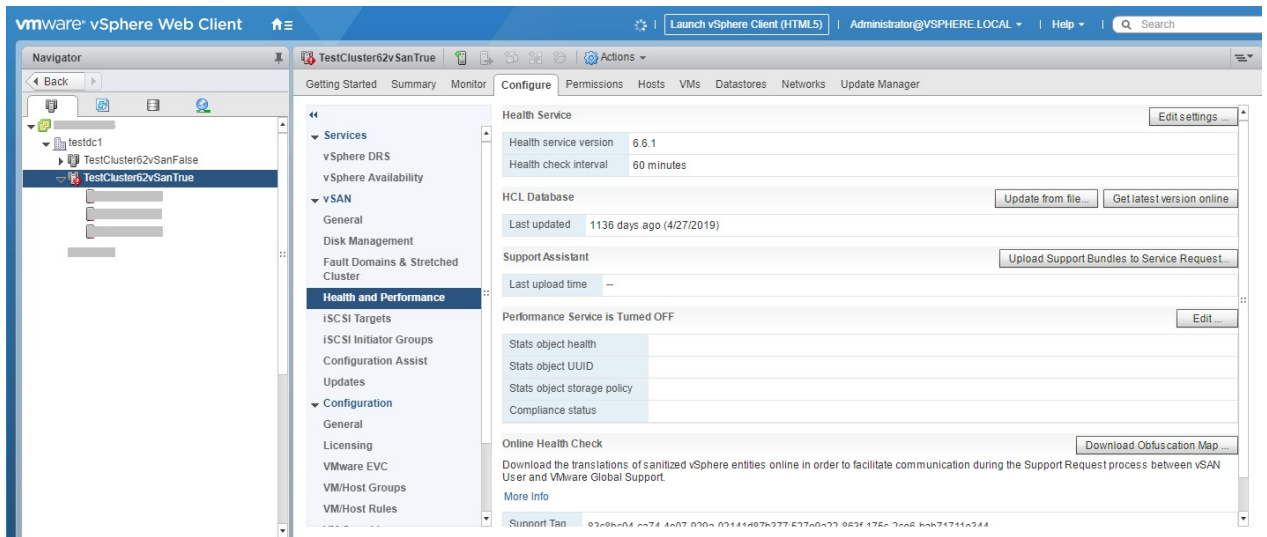 vmware® vSphere Web Client
Launch vSphere Client (HTML5) | Administrator@VSPHERE.LOCAL | Help | Search
Navigator
Back
testdc1
TestCluster62vSanFalse
TestCluster62vSanTrue
TestCluster62vSanTrue Actions
Getting Started Summary Monitor Configure Permissions Hosts VMs Datastores Networks Update Manager
Services
vSphere DRS
vSphere Availability
vSAN
General
Disk Management
Fault Domains & Stretched
Cluster
Health and Performance
iSCSI Targets
iSCSI Initiator Groups
Configuration Assist
Updates
Configuration
General
Licensing
VMware EVC
VM/Host Groups
VM/Host Rules
Health Service Edit settings ...
Health service version 6.6.1
Health check interval 60 minutes
HCL Database Update from file... Get latest version online
Last updated 1136 days ago (4/27/2019)
Support Assistant Upload Support Bundles to Service Request...
Last upload time --
Performance Service is Turned OFF Edit ...
Stats object health
Stats object UUID
Stats object storage policy
Compliance status
Online Health Check Download Obfuscation Map ...
Download the translations of sanitized vSphere entities online in order to facilitate communication during the Support Request process between vSAN
User and VMware Global Support.
More Info
Support Tag